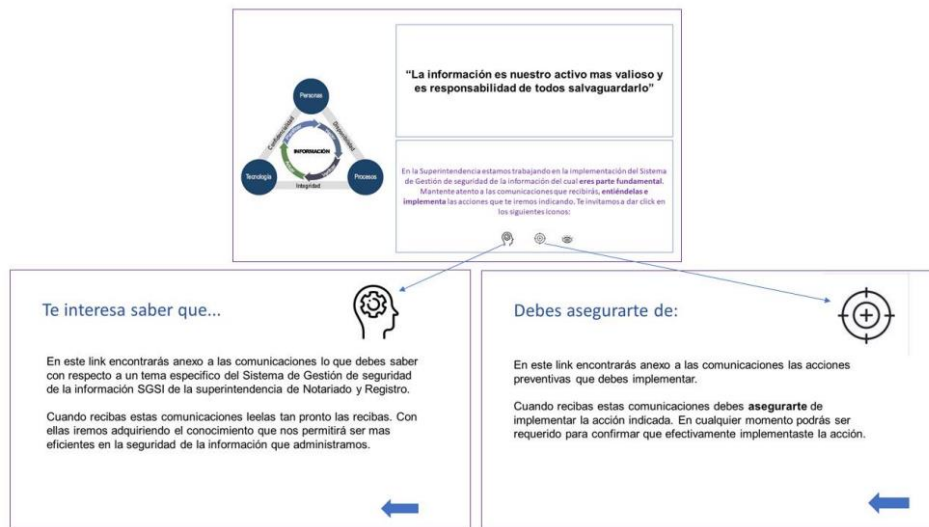 Personas
Confidencialidad
Disponibilidad
INFORMACIÓN
Tecnología
Procesos
Integridad
“La información es nuestro activo mas valioso y
es responsabilidad de todos salvaguardarlo”
En la Superintendencia estamos trabajando en la implementación del Sistema
de Gestión de seguridad de la información del cual eres parte fundamental.
Mantente atento a las comunicaciones que recibirás, entiéndelas e
implementa las acciones que te iremos indicando. Te invitamos a dar click en
los siguientes íconos:
Te interesa saber que...
En este link encontrarás anexo a las comunicaciones lo que debes saber
con respecto a un tema especifico del Sistema de Gestión de seguridad
de la información SGSI de la superintendencia de Notariado y Registro.
Cuando recibas estas comunicaciones leelas tan pronto las recibas. Con
ellas iremos adquiriendo el conocimiento que nos permitirá ser mas
eficientes en la seguridad de la información que administramos.
Debes asegurarte de:
En este link encontrarás anexo a las comunicaciones las acciones
preventivas que debes implementar.
Cuando recibas estas comunicaciones debes asegurarte de
implementar la acción indicada. En cualquier momento podrás ser
requerido para confirmar que efectivamente implementaste la acción.